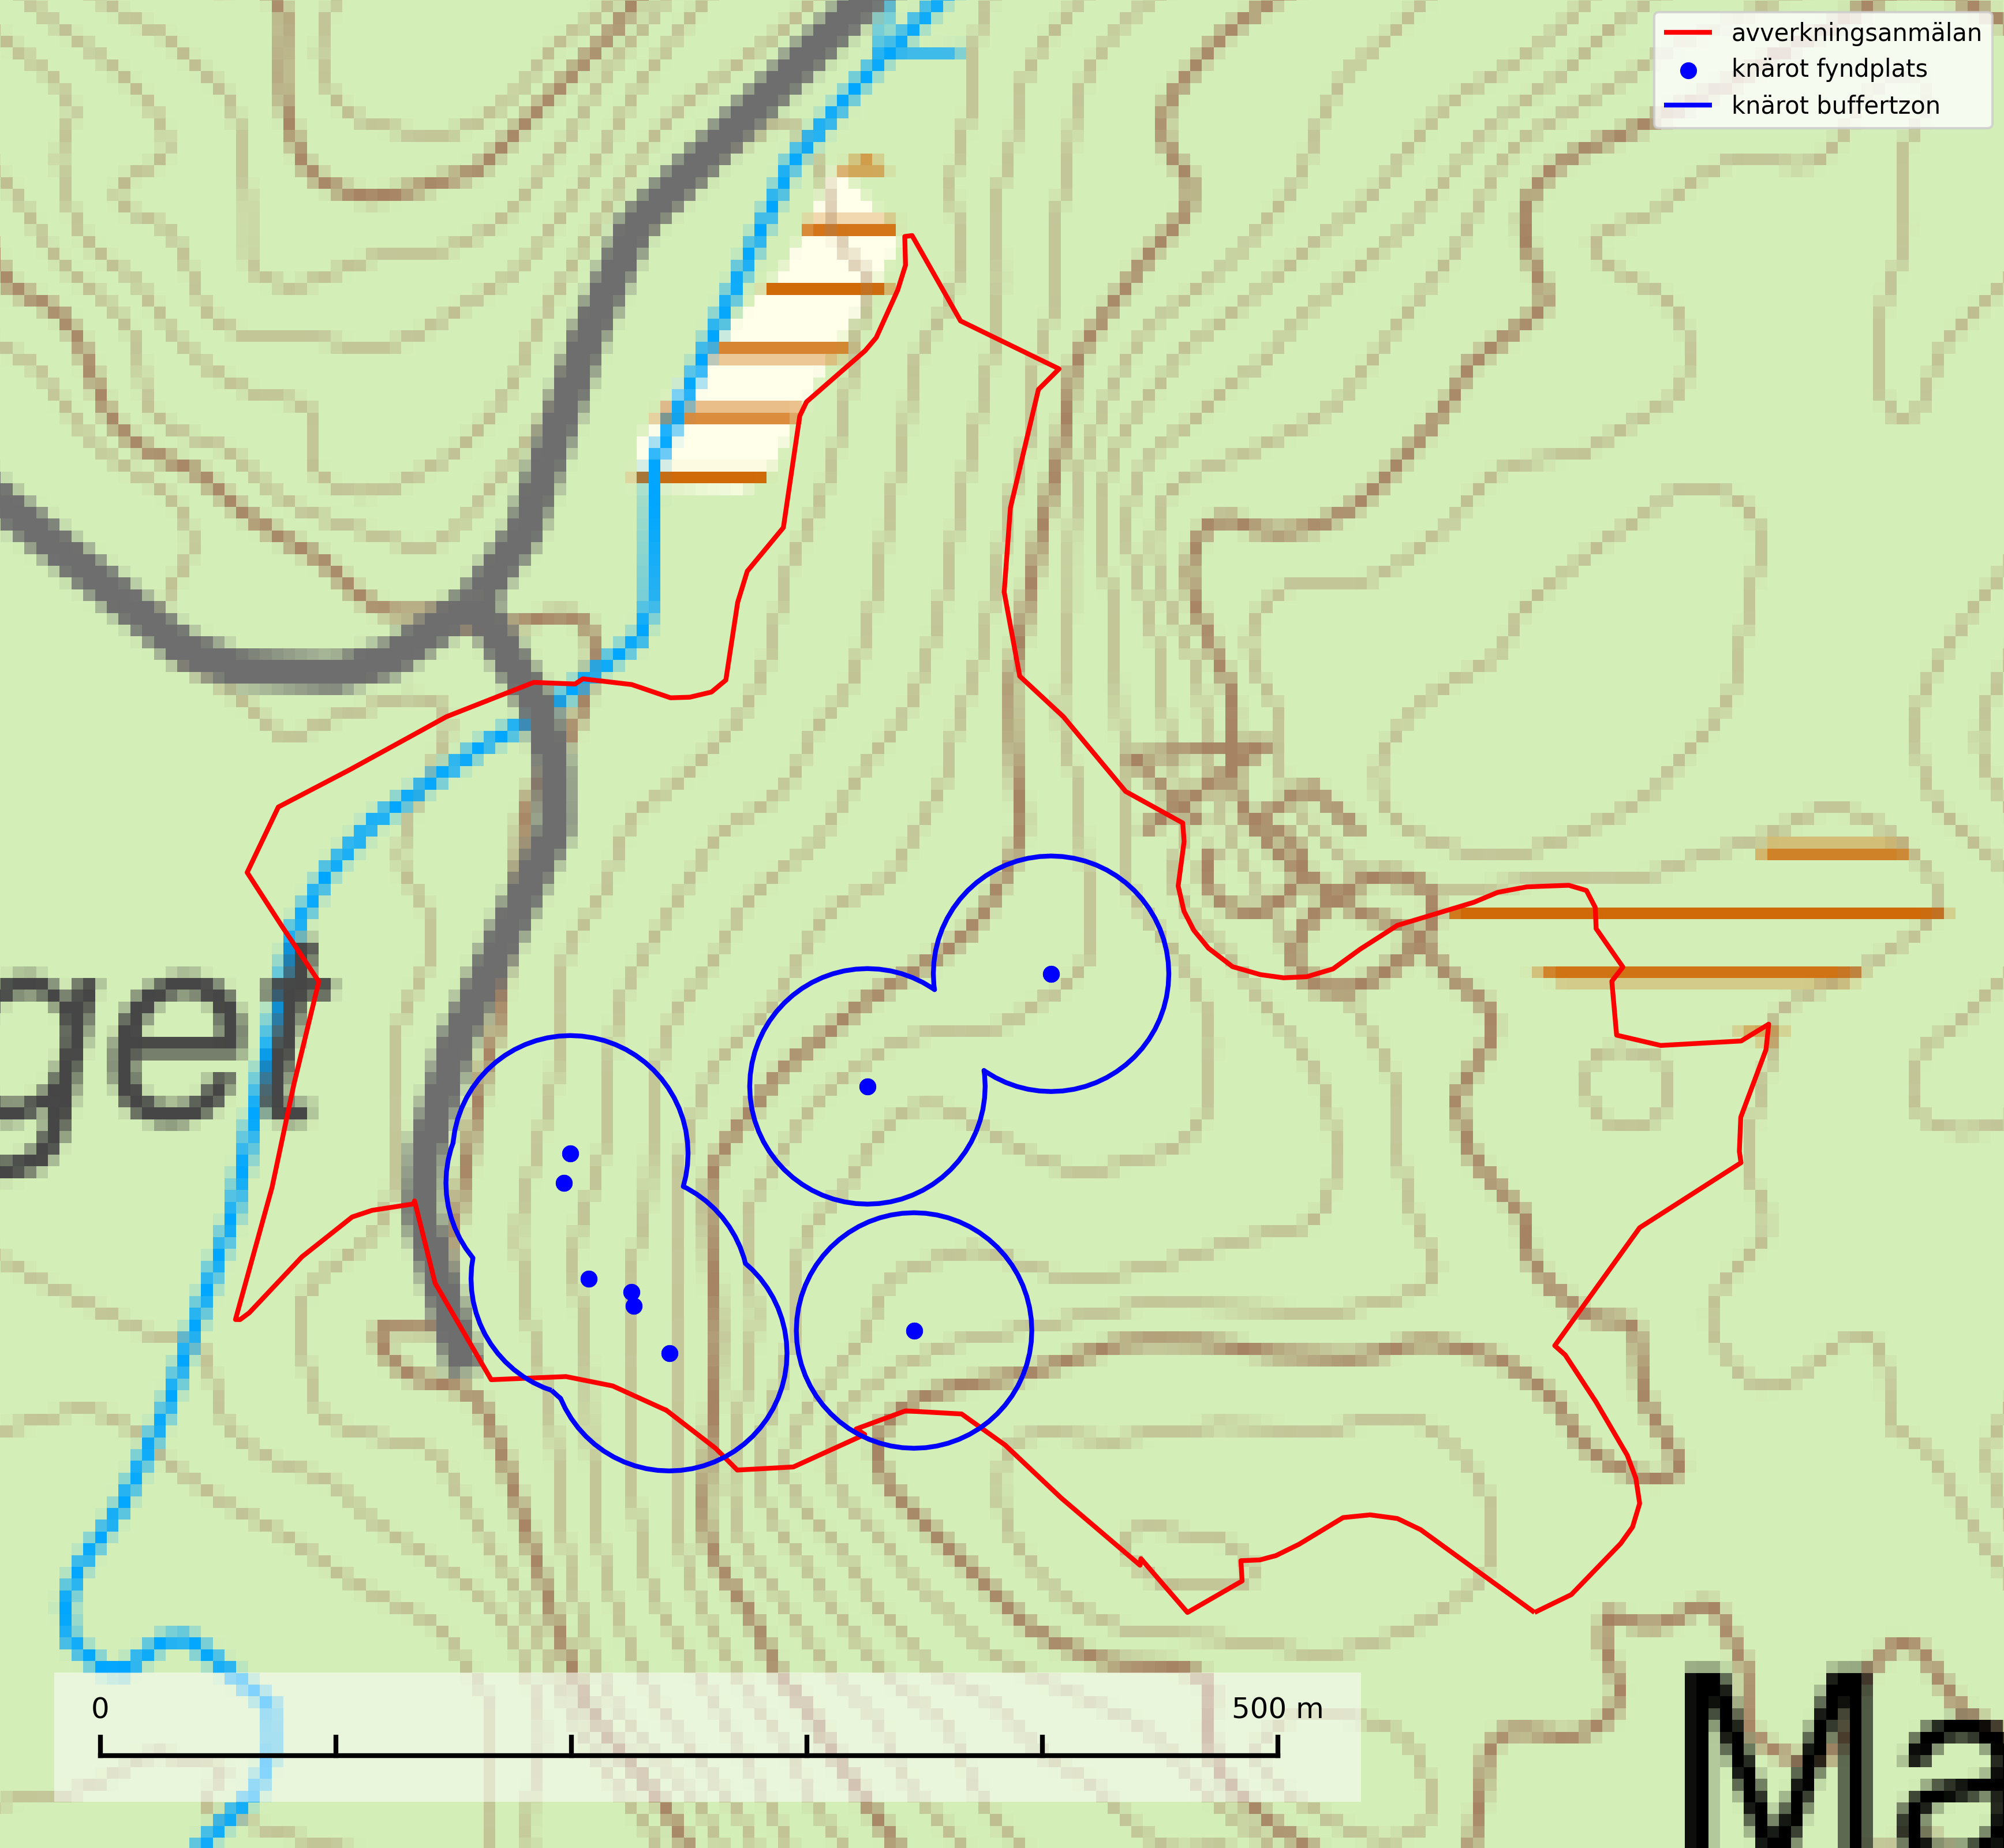 avverkningsanmälan
knärot fyndplats
knärot buffertzon
get
0 500 m
Ma